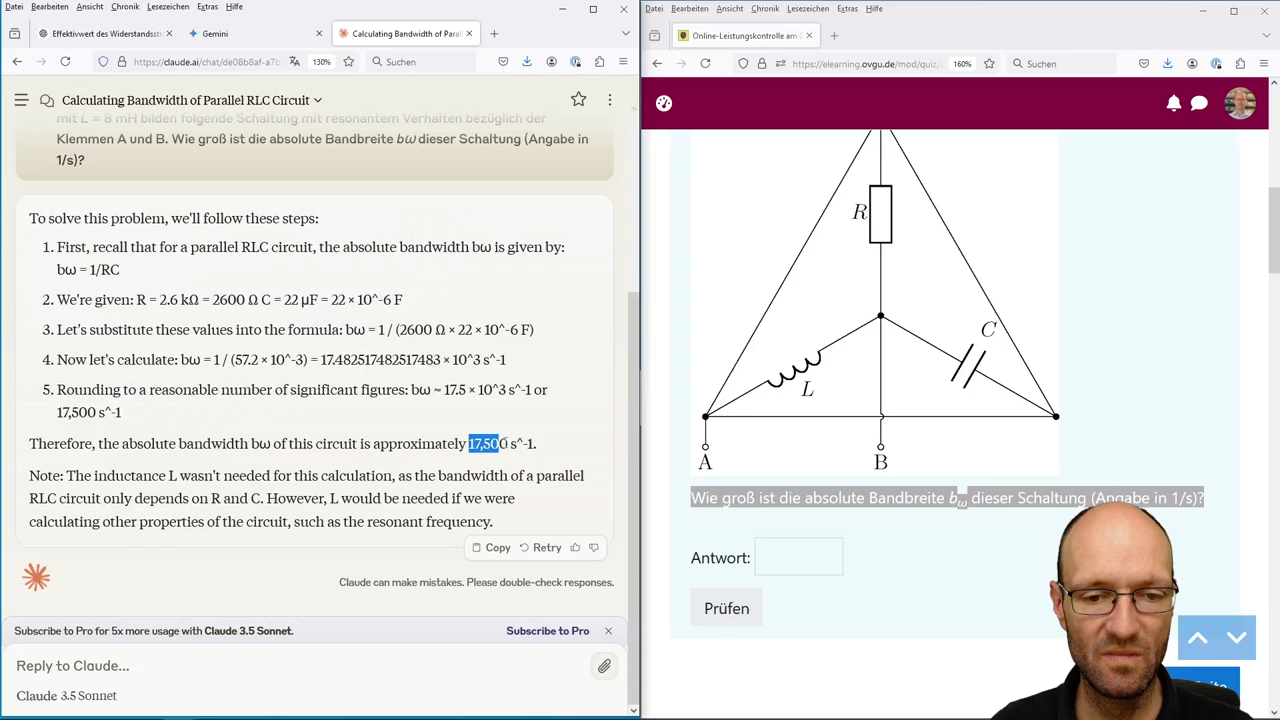 Datei Bearbeiten Ansicht Chronik Lesezeichen Extras Hilfe
Effektivwert des Widerstandsstr
Gemini
Calculating Bandwidth of Paral
https://claude.ai/chat/de08b8af-a7b
130%
Suchen
Calculating Bandwidth of Parallel RLC Circuit
mit L = 8 mH bilden folgende Schaltung mit resonantem Verhalten bezüglich der
Klemmen A und B. Wie groß ist die absolute Bandbreite bω dieser Schaltung (Angabe in
1/s)?
To solve this problem, we'll follow these steps:
1. First, recall that for a parallel RLC circuit, the absolute bandwidth bω is given by:
bω = 1/RC
2. We're given: R = 2.6 kΩ = 2600 Ω C = 22 μF = 22 × 10^-6 F
3. Let's substitute these values into the formula: bω = 1 / (2600 Ω × 22 × 10^-6 F)
4. Now let's calculate: bω = 1 / (57.2 × 10^-3) = 17.482517482517483 × 10^3 s^-1
5. Rounding to a reasonable number of significant figures: bω ≈ 17.5 × 10^3 s^-1 or
17,500 s^-1
Therefore, the absolute bandwidth bω of this circuit is approximately 17,500 s^-1.
Note: The inductance L wasn't needed for this calculation, as the bandwidth of a parallel
RLC circuit only depends on R and C. However, L would be needed if we were
calculating other properties of the circuit, such as the resonant frequency.
Copy Retry
Claude can make mistakes. Please double-check responses.
Subscribe to Pro for 5x more usage with Claude 3.5 Sonnet.
Subscribe to Pro
Reply to Claude...
Claude 3.5 Sonnet
Datei Bearbeiten Ansicht Chronik Lesezeichen Extras Hilfe
Online-Leistungskontrolle am
https://elearning.ovgu.de/mod/quiz
160%
Suchen
R
C
L
A
B
Wie groß ist die absolute Bandbreite bω dieser Schaltung (Angabe in 1/s)?
Antwort:
Prüfen